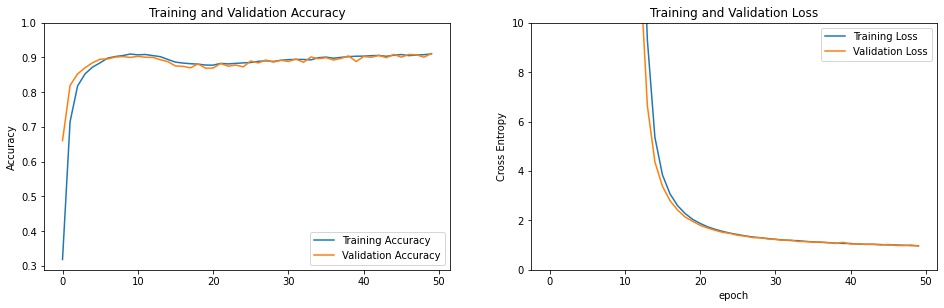 Training and Validation Accuracy
1.0
0.9
0.8
0.7
0.6
0.5
0.4
0.3
Accuracy
0 10 20 30 40 50
Training Accuracy
Validation Accuracy
Training and Validation Loss
10
8
6
4
2
0
Cross Entropy
0 10 20 30 40 50
epoch
Training Loss
Validation Loss